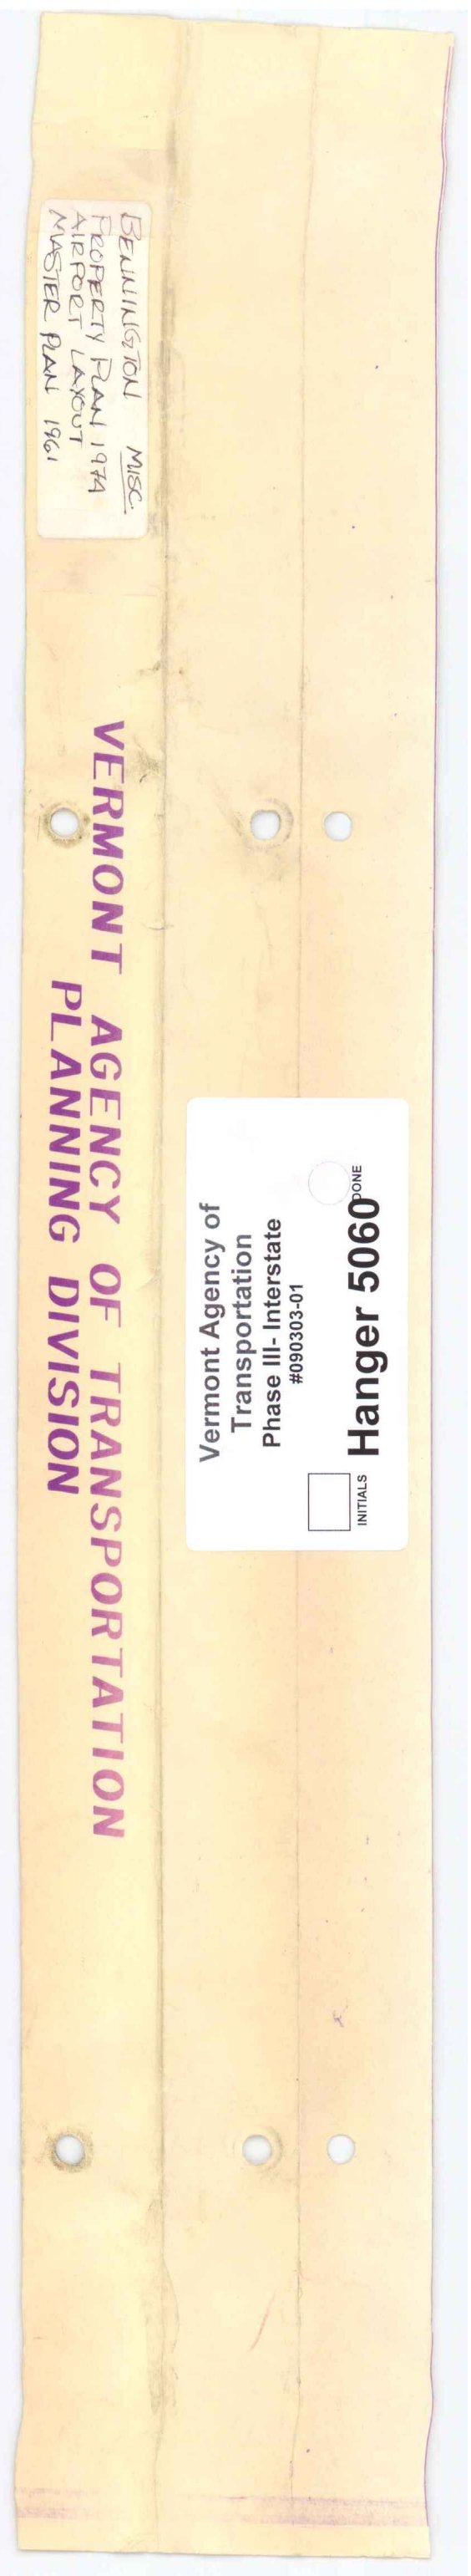 BENNINGTON MISC.
PROPERTY PLAN 1974
AIRPORT LAYOUT
MASTER PLAN 1961
VERMONT AGENCY OF TRANSPORTATION
PLANNING DIVISION
Vermont Agency of
Transportation
Phase III- Interstate
#090303-01
INITIALS
DONE
Hanger 5060